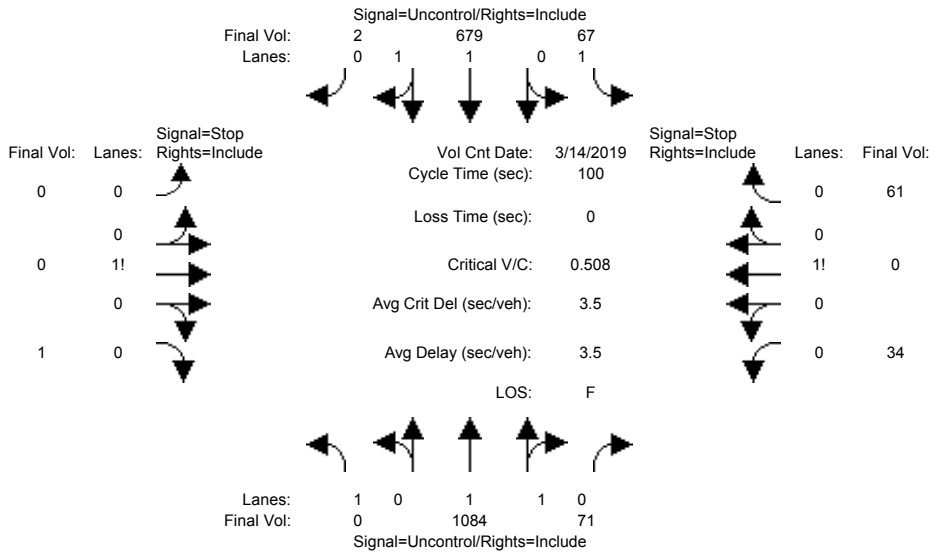 Signal=Uncontrol/Rights=Include
Final Vol: 2 679 67
Lanes: 0 1 1 0 1
Signal=Stop
Final Vol: Lanes: Rights=Include
Vol Cnt Date: 3/14/2019
Signal=Stop
Rights=Include Lanes: Final Vol:
Cycle Time (sec): 100
0 0
0 61
Loss Time (sec): 0
0
0
0 1!
Critical V/C: 0.508
1! 0
0
Avg Crit Del (sec/veh): 3.5
0
1 0
Avg Delay (sec/veh): 3.5
0 34
LOS: F
Lanes: 1 0 1 1 0
Final Vol: 0 1084 71
Signal=Uncontrol/Rights=Include